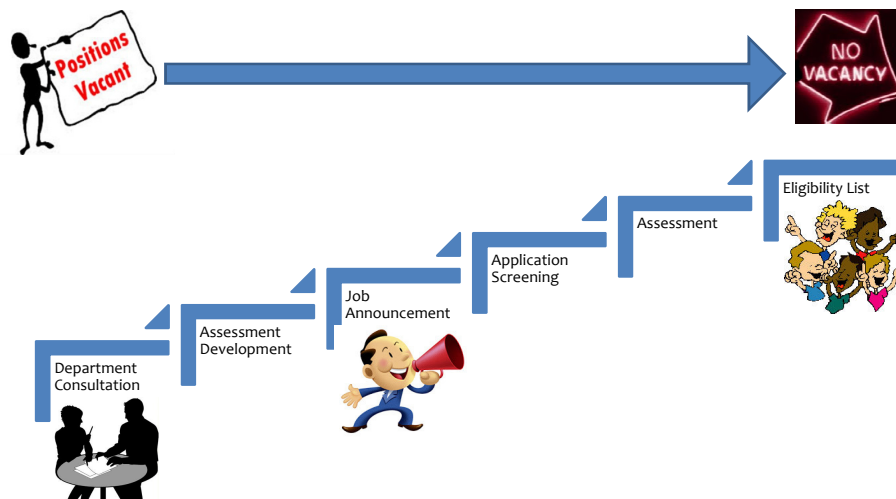 Positions
Vacant
NO
VACANCY
Eligibility List
Assessment
Application
Screening
Job
Announcement
Assessment
Development
Department
Consultation